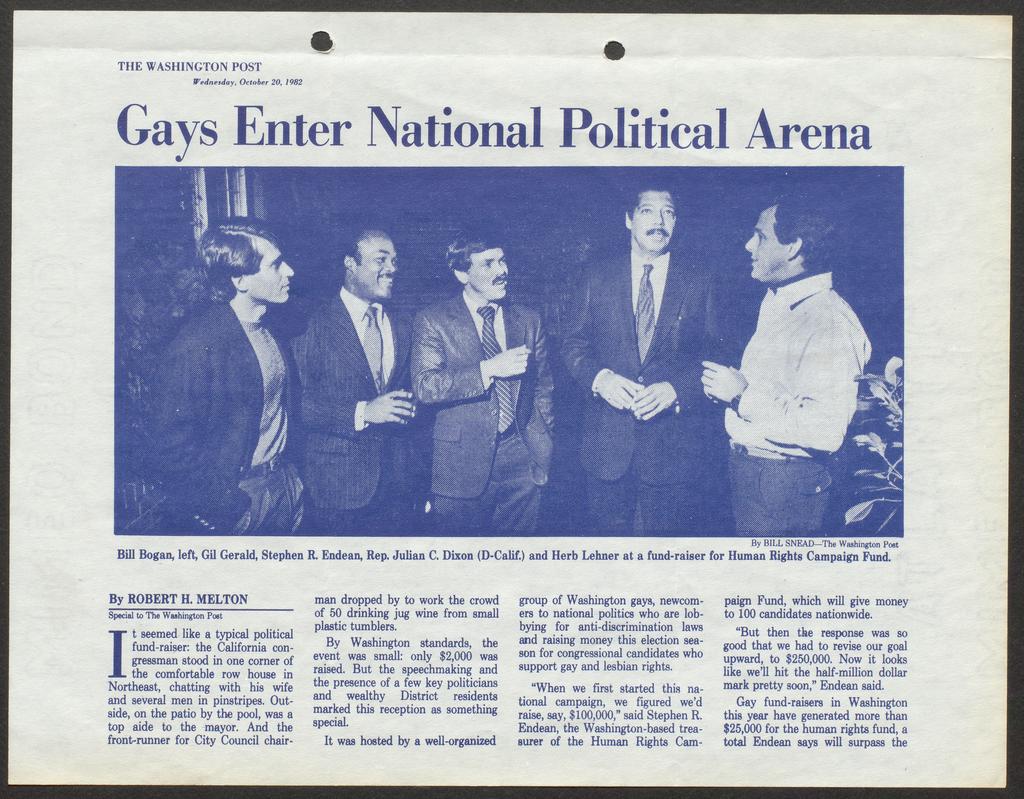 THE WASHINGTON POST
Wednesday, October 20, 1982
Gays Enter National Political Arena
By BILL SNEAD—The Washington Post
Bill Bogan, left, Gil Gerald, Stephen R. Endean, Rep. Julian C. Dixon (D-Calif.) and Herb Lehner at a fund-raiser for Human Rights Campaign Fund.
By ROBERT H. MELTON
Special to The Washington Post
It seemed like a typical political
fund-raiser: the California con-
gressman stood in one corner of
the comfortable row house in
Northeast, chatting with his wife
and several men in pinstripes. Out-
side, on the patio by the pool, was a
top aide to the mayor. And the
front-runner for City Council chair-
man dropped by to work the crowd
of 50 drinking jug wine from small
plastic tumblers.
By Washington standards, the
event was small: only $2,000 was
raised. But the speechmaking and
the presence of a few key politicians
and wealthy District residents
marked this reception as something
special.
It was hosted by a well-organized
group of Washington gays, newcom-
ers to national politics who are lob-
bying for anti-discrimination laws
and raising money this election sea-
son for congressional candidates who
support gay and lesbian rights.
"When we first started this na-
tional campaign, we figured we'd
raise, say, $100,000," said Stephen R.
Endean, the Washington-based trea-
surer of the Human Rights Cam-
paign Fund, which will give money
to 100 candidates nationwide.
"But then the response was so
good that we had to revise our goal
upward, to $250,000. Now it looks
like we'll hit the half-million dollar
mark pretty soon," Endean said.
Gay fund-raisers in Washington
this year have generated more than
$25,000 for the human rights fund, a
total Endean says will surpass the